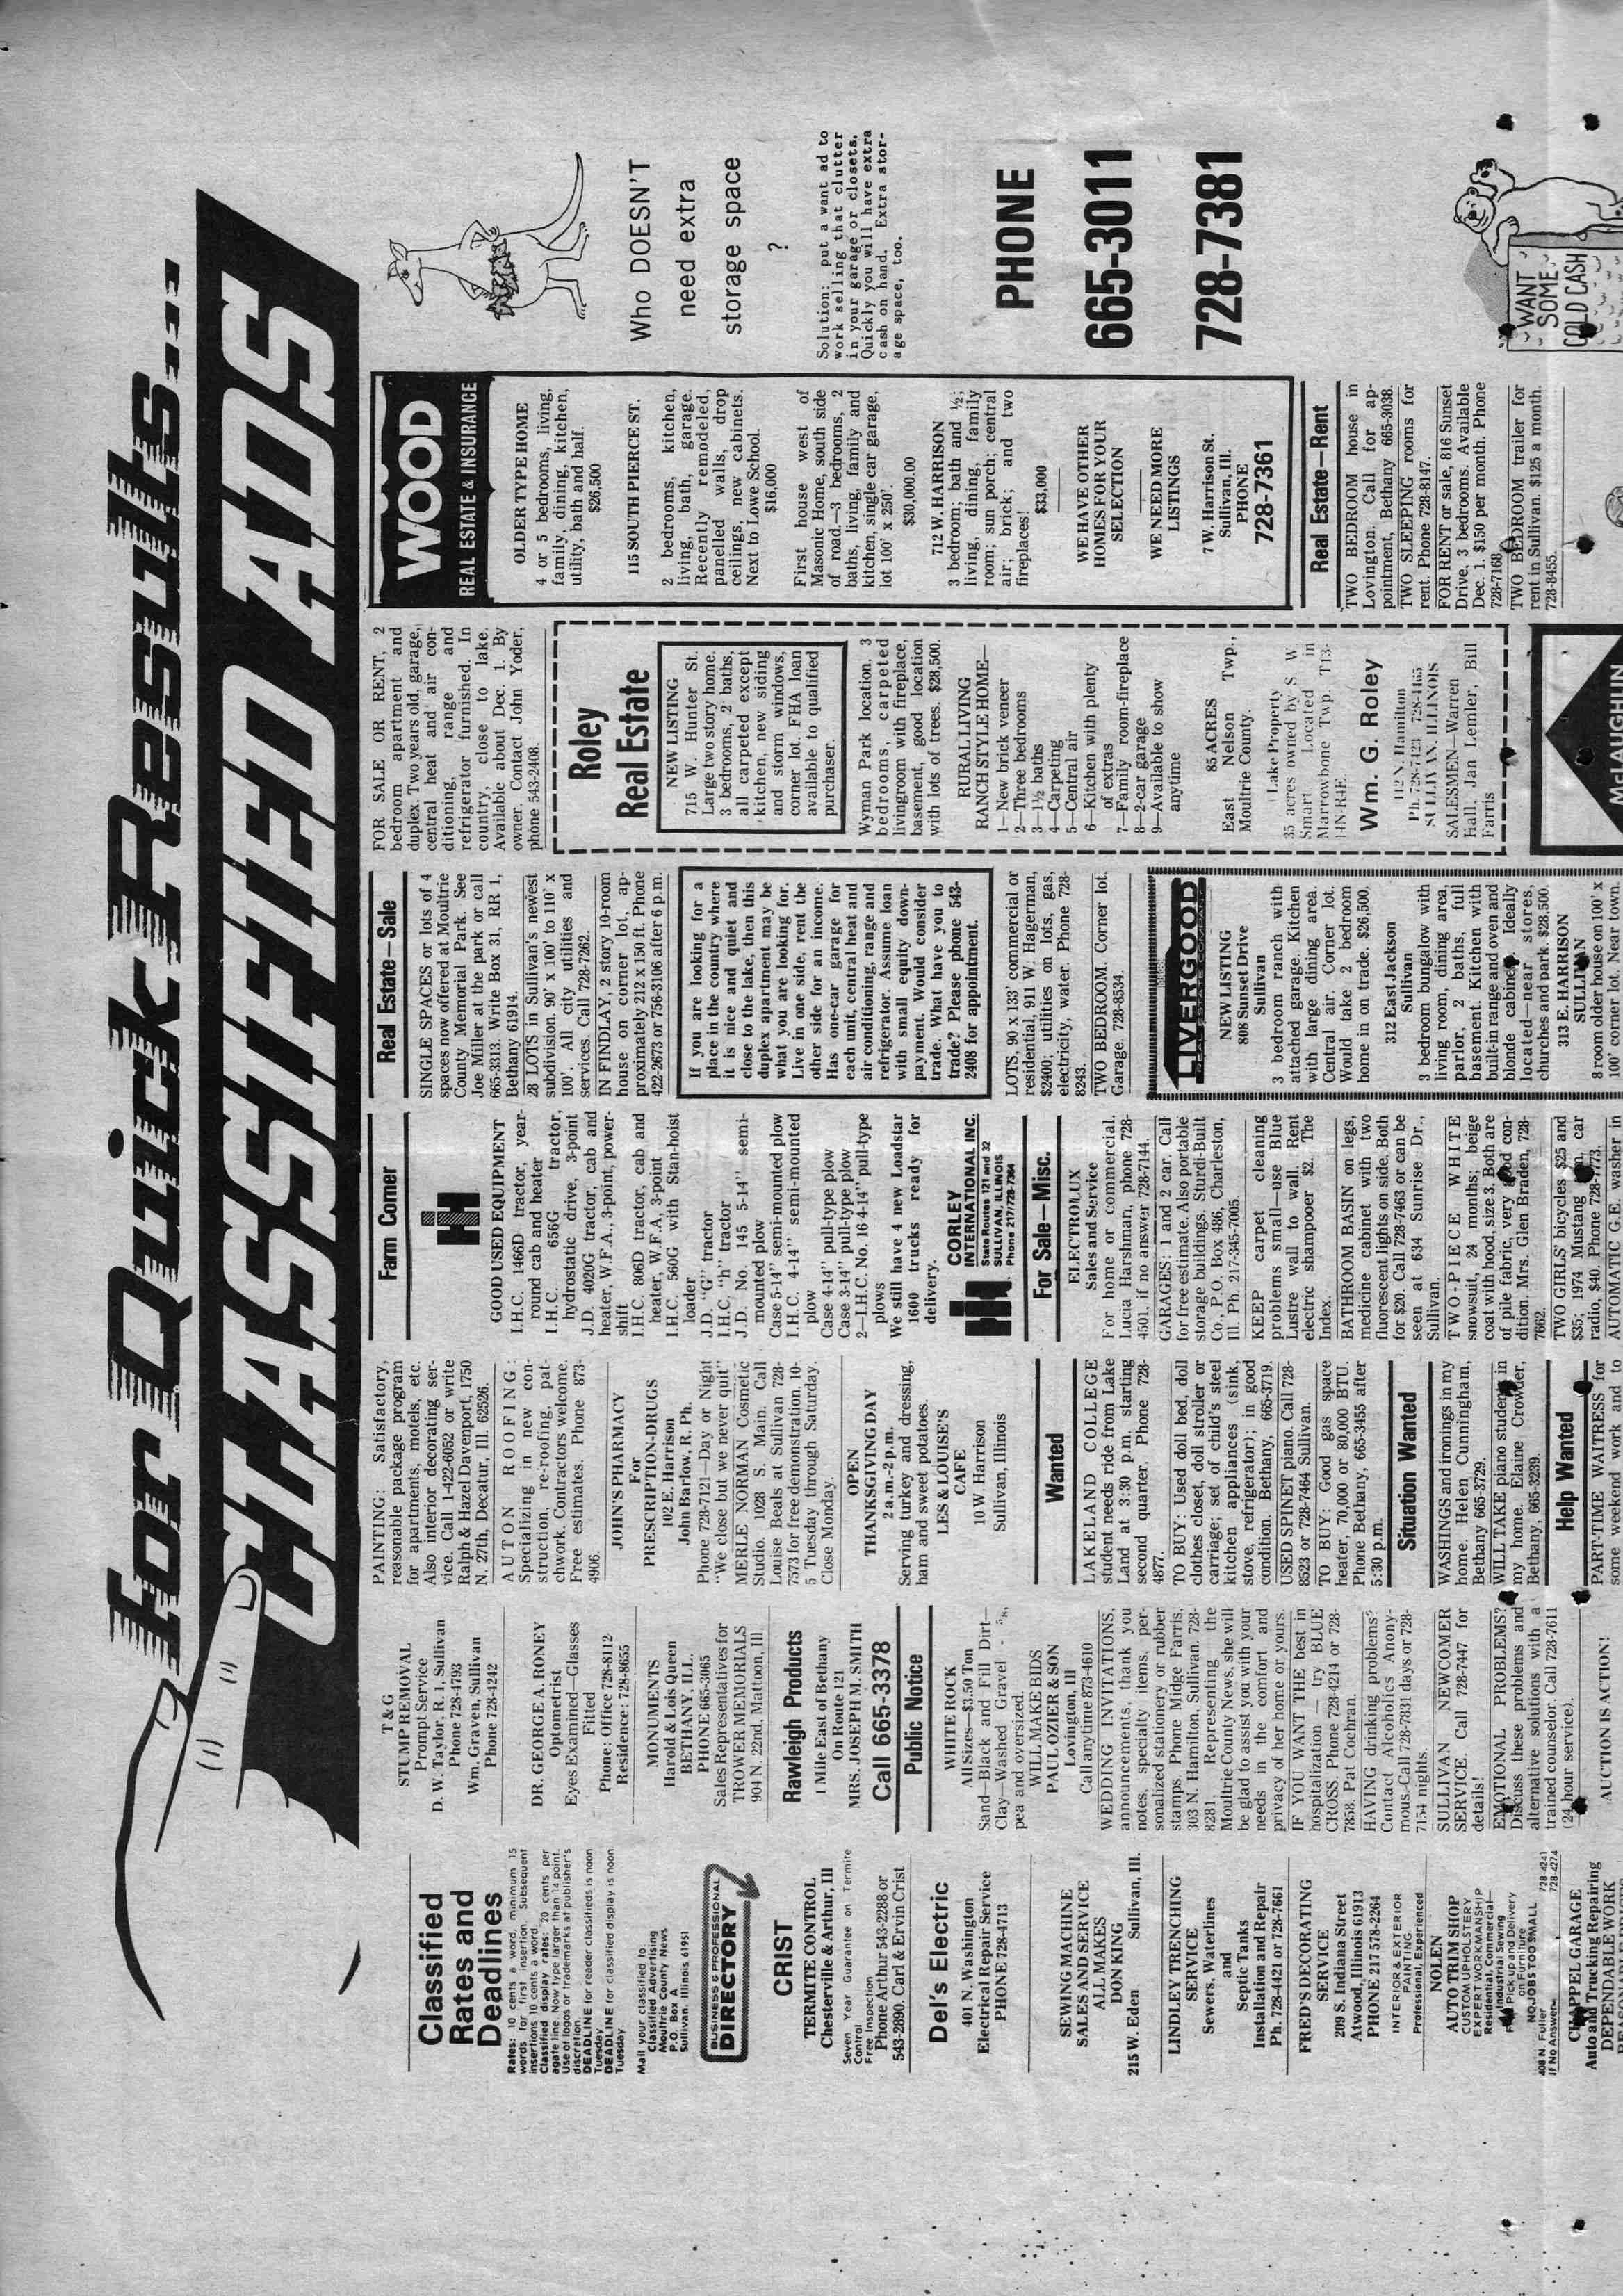 for Quick Results...
CLASSIFIED ADS
Classified
Rates and
Deadlines
Rates: 10 cents a word, minimum 15
words for first insertion. Subsequent
insertions 10 cents a word.
Classified display rates: 20 cents per
agate line. Now type larger than 14 point.
Use of logos or trademarks at publisher's
discretion.
DEADLINE for reader classifieds is noon
Tuesday
DEADLINE for classified display is noon
Tuesday
Mail your classified to:
Classified Advertising
Moultrie County News
P.O. Box A
Sullivan, Illinois 61951
BUSINESS & PROFESSIONAL
DIRECTORY
CRIST
TERMITE CONTROL
Chesterville & Arthur, Ill
Seven Year Guarantee on Termite
Control
Free Inspection
Phone Arthur 543-2288 or
543-2890. Carl & Ervin Crist
Del's Electric
401 N. Washington
Electrical Repair Service
PHONE 728-4713
SEWING MACHINE
SALES AND SERVICE
ALL MAKES
DON KING
215 W. Eden Sullivan, Ill.
LINDLEY TRENCHING
SERVICE
Sewers, Waterlines
and
Septic Tanks
Installation and Repair
Ph. 728-4421 or 728-7661
FRED'S DECORATING
SERVICE
209 S. Indiana Street
Atwood, Illinois 61913
PHONE 217 578-2264
INTERIOR & EXTERIOR
PAINTING
Professional, Experienced
NOLEN
AUTO TRIM SHOP
CUSTOM UPHOLSTERY
EXPERT WORKMANSHIP
Residential, Commercial—
Industrial Sewing
Pick up and Delivery
on Furniture
NO JOBS TOO SMALL
408 N. Fuller 728-4241
If No Answer— 728-4274
CHAPPEL GARAGE
Auto and Trucking Repairing
DEPENDABLE WORK
T & G
STUMP REMOVAL
Prompt Service
D. W. Taylor, R. 1, Sullivan
Phone 728-4793
Wm. Graven, Sullivan
Phone 728-4242
DR. GEORGE A. RONEY
Optometrist
Eyes Examined—Glasses
Fitted
Phone: Office 728-8112
Residence: 728-8655
MONUMENTS
Harold & Lois Queen
BETHANY, ILL.
PHONE 665-3065
Sales Representatives for
TROWER MEMORIALS
904 N. 22nd, Mattoon, Ill.
Rawleigh Products
1 Mile East of Bethany
On Route 121
MRS. JOSEPH M. SMITH
Call 665-3378
Public Notice
WHITE ROCK
All Sizes—$3.50 Ton
Sand—Black and Fill Dirt—
Clay—Washed Gravel -
pea and oversized.
WILL MAKE BIDS
PAUL OZIER & SON
Lovington, Ill
Call anytime 873-4610
WEDDING INVITATIONS,
announcements, thank you
notes, specialty items, per-
sonalized stationery or rubber
stamps. Phone Midge Farris,
303 N. Hamilton, Sullivan. 728-
8281. Representing the
Moultrie County News, she will
be glad to assist you with your
needs in the comfort and
privacy of her home or yours.
IF YOU WANT THE best in
hospitalization — try BLUE
CROSS. Phone 728-4214 or 728-
7858. Pat Cochran.
HAVING drinking problems?
Contact Alcoholics Anony-
mous. Call 728-7831 days or 728-
7154 nights.
SULLIVAN NEWCOMER
SERVICE. Call 728-7447 for
details!
EMOTIONAL PROBLEMS?
Discuss these problems and
alternative solutions with a
trained counselor. Call 728-7611
(24 hour service).
AUCTION IS ACTION!
PAINTING: Satisfactory,
reasonable package program
for apartments, motels, etc.
Also interior decorating ser-
vice. Call 1-422-6052 or write
Ralph & Hazel Davenport, 1750
N. 27th, Decatur, Ill. 62526.
AUTON ROOFING:
Specializing in new con-
struction, re-roofing, pat-
chwork. Contractors welcome.
Free estimates. Phone 873-
4906.
JOHN'S PHARMACY
For
PRESCRIPTION-DRUGS
102 E. Harrison
John Barlow, R. Ph.
Phone 728-7121—Day or Night
"We close but we never quit"
MERLE NORMAN Cosmetic
Studio. 1028 S. Main. Call
Louise Beals at Sullivan 728-
7573 for free demonstration. 10-
5 Tuesday through Saturday.
Close Monday.
OPEN
THANKSGIVING DAY
2 a.m.-2 p.m.
Serving turkey and dressing,
ham and sweet potatoes.
LES & LOUISE'S
CAFE
10 W. Harrison
Sullivan, Illinois
Wanted
LAKELAND COLLEGE
student needs ride from Lake
Land at 3:30 p.m. starting
second quarter, Phone 728-
4877.
TO BUY: Used doll bed, doll
clothes closet, doll stroller or
carriage; set of child's steel
kitchen appliances (sink,
stove, refrigerator); in good
condition. Bethany, 665-3719.
USED SPINET piano. Call 728-
8523 or 728-7464 Sullivan.
TO BUY: Good gas space
heater, 70,000 or 80,000 BTU.
Phone Bethany, 665-3455 after
5:30 p.m.
Situation Wanted
WASHINGS and ironings in my
home. Helen Cunningham,
Bethany 665-3729.
WILL TAKE piano students in
my home. Elaine Crowder,
Bethany, 665-3239.
Help Wanted
PART-TIME WAITRESS for
some weekend work and to
Farm Corner
IH
GOOD USED EQUIPMENT
I.H.C. 1466D tractor, year-
round cab and heater
I.H.C. 656G tractor,
hydrostatic drive, 3-point
J.D. 4020G tractor, cab and
heater, W.F.A., 3-point, power-
shift
I.H.C. 806D tractor, cab and
heater, W.F.A, 3-point
I.H.C. 560G with Stan-hoist
loader
J.D. "G" tractor
I.H.C. "h" tractor
J.D. No. 145 5-14" semi-
mounted plow
Case 5-14" semi-mounted plow
I.H.C. 4-14" semi-mounted
plow
Case 4-14" pull-type plow
Case 3-14" pull-type plow
2—I.H.C. No. 16 4-14" pull-type
plows
We still have 4 new Loadstar
1600 trucks ready for
delivery.
CORLEY
INTERNATIONAL INC.
State Routes 121 and 32
SULLIVAN, ILLINOIS
Phone 217/728-7364
For Sale—Misc.
ELECTROLUX
Sales and Service
For home or commercial.
Lucia Harshman, phone 728-
4501, if no answer 728-7144.
GARAGES: 1 and 2 car. Call
for free estimate. Also portable
storage buildings. Sturdi-Built
Co., P.O. Box 486, Charleston,
Ill. Ph. 217-345-7005.
KEEP carpet cleaning
problems small—use Blue
Lustre wall to wall. Rent
electric shampooer $2. The
Index.
BATHROOM BASIN on legs,
medicine cabinet with two
fluorescent lights on side. Both
for $20. Call 728-7463 or can be
seen at 634 Sunrise Dr.,
Sullivan.
TWO-PIECE WHITE
snowsuit, 24 months; beige
coat with hood, size 3. Both are
of pile fabric, very good con-
dition. Mrs. Glen Braden, 728-
7662.
TWO GIRLS' bicycles $25 and
$35; 1974 Mustang car
radio, $40. Phone 728-7773.
AUTOMATIC G.E. washer in
Real Estate—Sale
SINGLE SPACES or lots of 4
spaces now offered at Moultrie
County Memorial Park. See
Joe Miller at the park or call
665-3313. Write Box 31, RR 1,
Bethany 61914.
28 LOTS in Sullivan's newest
subdivision. 90' x 100' to 110' x
100'. All city utilities and
services. Call 728-7262.
IN FINDLAY, 2 story 10-room
house on corner lot, ap-
proximately 212 x 150 ft. Phone
422-2673 or 756-3106 after 6 p.m.
If you are looking for a
place in the country where
it is nice and quiet and
close to the lake, then this
duplex apartment may be
what you are looking for.
Live in one side, rent the
other side for an income.
Has one-car garage for
each unit, central heat and
air conditioning, range and
refrigerator. Assume loan
with small equity down-
payment. Would consider
trade. What have you to
trade? Please phone 543-
2408 for appointment.
LOTS, 90 x 133' commercial or
residential, 911 W. Hagerman,
$2400; utilities on lots, gas,
electricity, water. Phone 728-
8243.
TWO BEDROOM. Corner lot.
Garage. 728-8534.
LIVERGOOD
REAL ESTATE COMPANY
NEW LISTING
808 Sunset Drive
Sullivan
3 bedroom ranch with
attached garage. Kitchen
with large dining area.
Central air. Corner lot.
Would take 2 bedroom
home in on trade. $26,500.
312 East Jackson
Sullivan
3 bedroom bungalow with
living room, dining area,
parlor, 2 baths, full
basement. Kitchen with
built-in range and oven and
blonde cabinets. Ideally
located—near stores,
churches and park. $28,500.
313 E. HARRISON
SULLIVAN
8 room older house on 100' x
100' corner lot. Near town.
FOR SALE OR RENT, 2
bedroom apartment and
duplex. Two years old, garage,
central heat and air con-
ditioning, range and
refrigerator furnished. In
country, close to lake.
Available about Dec. 1. By
owner. Contact John Yoder,
phone 543-2408.
Roley
Real Estate
NEW LISTING
715 W. Hunter St.
Large two story home.
3 bedrooms, 2 baths,
all carpeted except
kitchen, new siding
and storm windows,
corner lot. FHA loan
available to qualified
purchaser.
Wyman Park location. 3
bedrooms, carpeted
livingroom with fireplace,
basement, good location
with lots of trees. $28,500.
RURAL LIVING
RANCH STYLE HOME—
1—New brick veneer
2—Three bedrooms
3—1½ baths
4—Carpeting
5—Central air
6—Kitchen with plenty
of extras
7—Family room-fireplace
8—2-car garage
9—Available to show
anytime
85 ACRES
East Nelson Twp.,
Moultrie County.
Lake Property
35 acres owned by S. W.
Smart. Located in
Marrowbone Twp. T13-
14N-R4E.
Wm. G. Roley
112 N. Hamilton
Ph. 728-7423 728-4465
SULLIVAN, ILLINOIS
SALESMEN—Warren
Hall, Jan Lemler, Bill
Farris
McLAUGHLIN
WOOD
REAL ESTATE & INSURANCE
OLDER TYPE HOME
4 or 5 bedrooms, living,
family, dining, kitchen,
utility, bath and half.
$26,500
115 SOUTH PIERCE ST.
2 bedrooms, kitchen,
living, bath, garage.
Recently remodeled,
panelled walls, drop
ceilings, new cabinets.
Next to Lowe School.
$16,000
First house west of
Masonic Home, south side
of road.—3 bedrooms, 2
baths, living, family and
kitchen, single car garage,
lot 100' x 250'.
$30,000.00
712 W. HARRISON
3 bedroom; bath and ½;
living, dining, family
room; sun porch; central
air; brick; and two
fireplaces!
$33,000
WE HAVE OTHER
HOMES FOR YOUR
SELECTION
WE NEED MORE
LISTINGS
7 W. Harrison St.
Sullivan, Ill.
PHONE
728-7361
Real Estate—Rent
TWO BEDROOM house in
Lovington. Call for ap-
pointment, Bethany 665-3038.
TWO SLEEPING rooms for
rent. Phone 728-8147.
FOR RENT or sale, 816 Sunset
Drive, 3 bedrooms. Available
Dec. 1. $150 per month. Phone
728-7168.
TWO BEDROOM trailer for
rent in Sullivan. $125 a month.
728-8455.
Who DOESN'T
need extra
storage space
?
Solution: put a want ad to
work selling that clutter
in your garage or closets.
Quickly you will have extra
cash on hand. Extra stor-
age space, too.
PHONE
665-3011
728-7381
WANT
SOME
COLD CASH